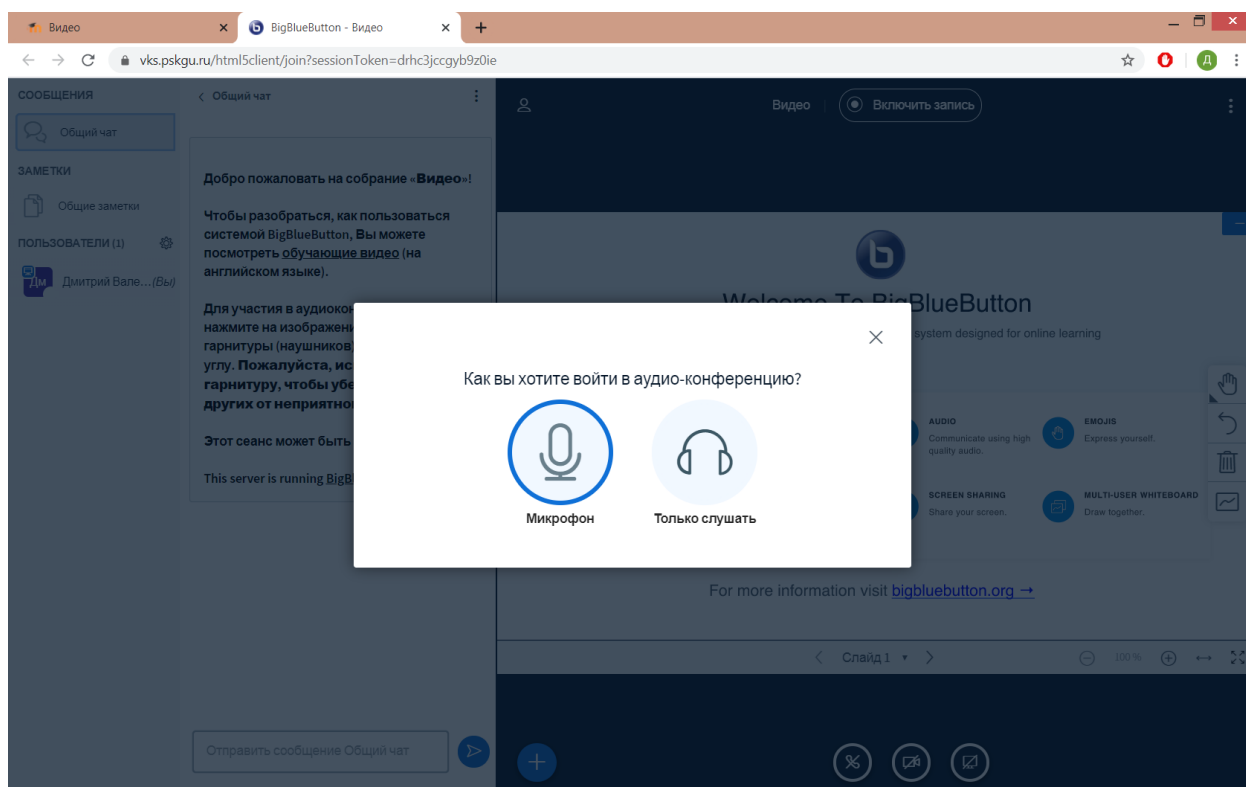 Видео
BigBlueButton - Видео
vks.pskgu.ru/html5client/join?sessionToken=drhc3jccgyb9z0ie
Д
СООБЩЕНИЯ
Общий чат
ЗАМЕТКИ
Общие заметки
ПОЛЬЗОВАТЕЛИ (1)
Дм
Дмитрий Вале...(Вы)
Общий чат
Добро пожаловать на собрание «Видео»!
Чтобы разобраться, как пользоваться
системой BigBlueButton, Вы можете
посмотреть обучающие видео (на
английском языке).
Для участия в
нажмите на
гарнитуры (наушников)
углу. Пожалуйста,
гарнитуру, чтобы
других от
Этот сеанс может быть
This server is running
Отправить сообщение Общий чат
Видео
Включить запись
b
Welcome To BigBlueButton
system designed for online learning
AUDIO
Communicate using high
quality audio.
EMOJIS
Express yourself.
SCREEN SHARING
Share your screen.
MULTI-USER WHITEBOARD
Draw together.
For more information visit bigbluebutton.org →
Слайд 1
100 %
Как вы хотите войти в аудио-конференцию?
Микрофон
Только слушать